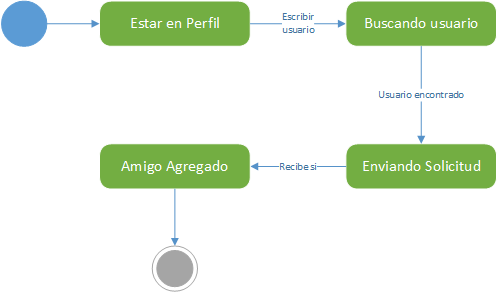 Estar en Perfil
Escribir
usuario
Buscando usuario
Usuario encontrado
Enviando Solicitud
Recibe si
Amigo Agregado